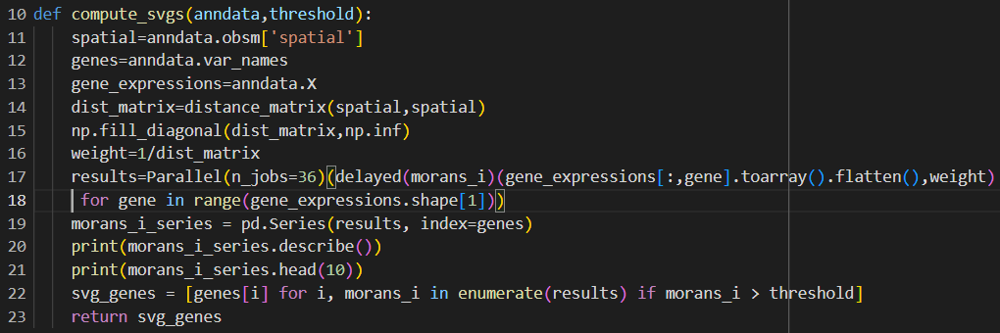 10 def compute_svgs(anndata,threshold):
11     spatial=anndata.obsm['spatial']
12     genes=anndata.var_names
13     gene_expressions=anndata.X
14     dist_matrix=distance_matrix(spatial,spatial)
15     np.fill_diagonal(dist_matrix,np.inf)
16     weight=1/dist_matrix
17     results=Parallel(n_jobs=36)(delayed(morans_i)(gene_expressions[:,gene].toarray().flatten(),weight)
18      for gene in range(gene_expressions.shape[1]))
19     morans_i_series = pd.Series(results, index=genes)
20     print(morans_i_series.describe())
21     print(morans_i_series.head(10))
22     svg_genes = [genes[i] for i, morans_i in enumerate(results) if morans_i > threshold]
23     return svg_genes